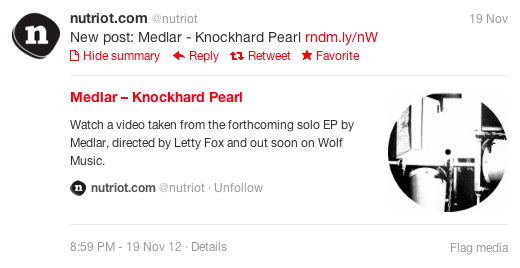 n
nutriot.com @nutriot 19 Nov
New post: Medlar - Knockhard Pearl rndm.ly/nW
Hide summary Reply Retweet Favorite
Medlar – Knockhard Pearl
Watch a video taken from the forthcoming solo EP by
Medlar, directed by Letty Fox and out soon on Wolf
Music.
n nutriot.com @nutriot · Unfollow
8:59 PM - 19 Nov 12 · Details Flag media